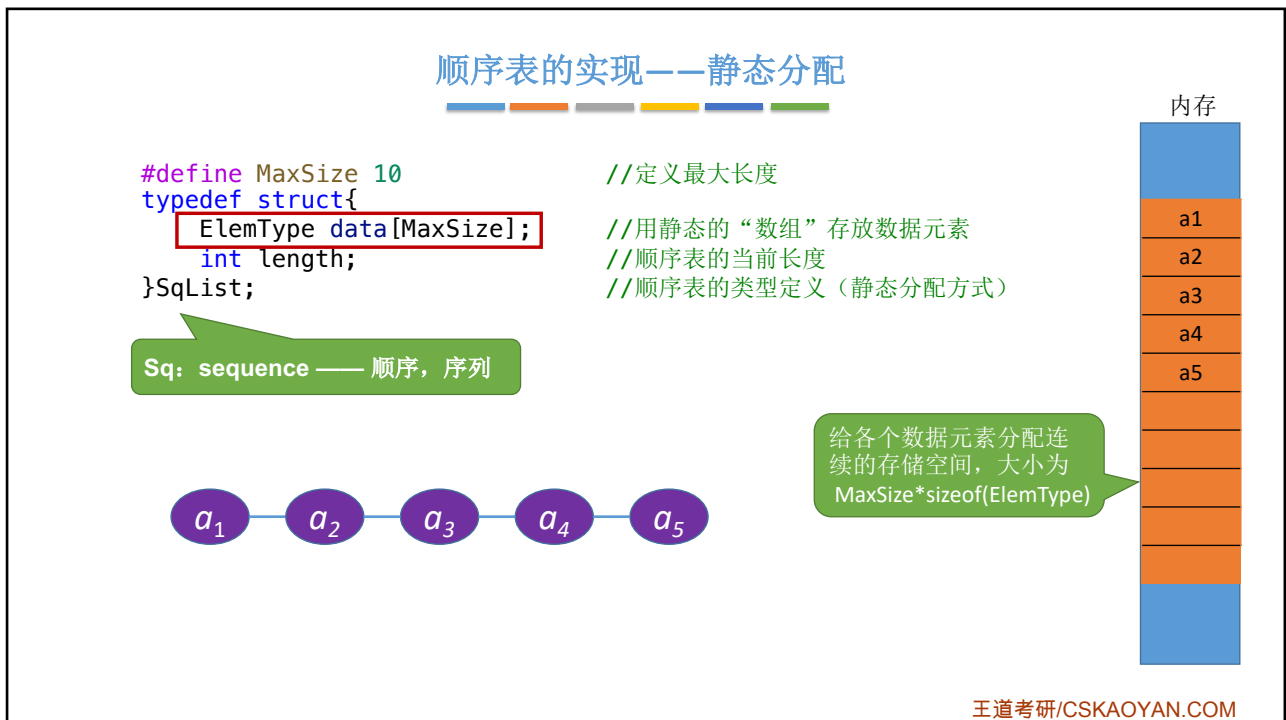 顺序表的实现——静态分配
#define MaxSize 10 //定义最大长度
typedef struct{
ElemType data[MaxSize]; //用静态的“数组”存放数据元素
int length; //顺序表的当前长度
}SqList; //顺序表的类型定义（静态分配方式）
Sq：sequence —— 顺序，序列
a1 a2 a3 a4 a5
给各个数据元素分配连
续的存储空间，大小为
MaxSize*sizeof(ElemType)
内存
a1
a2
a3
a4
a5
王道考研/CSKAOYAN.COM